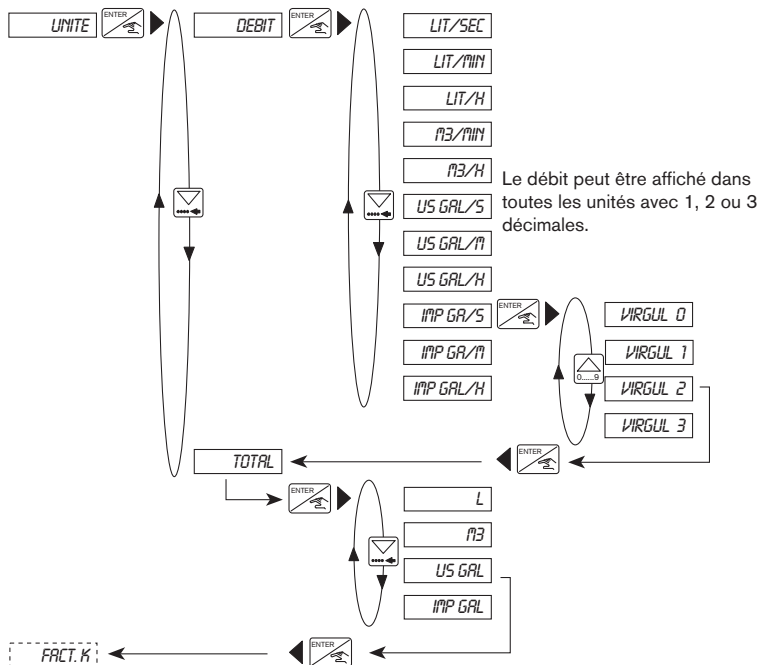 UNITE ENTER DEBIT ENTER LIT/SEC
LIT/MIN
LIT/H
M3/MIN
M3/H
Le débit peut être affiché dans
toutes les unités avec 1, 2 ou 3
décimales.
US GAL/S
US GAL/M
US GAL/H
IMP GA/S ENTER VIRGUL 0
IMP GA/M VIRGUL 1
0......9
IMP GAL/H VIRGUL 2
VIRGUL 3
TOTAL ENTER
ENTER L
M3
US GAL
IMP GAL
FACT. K ENTER